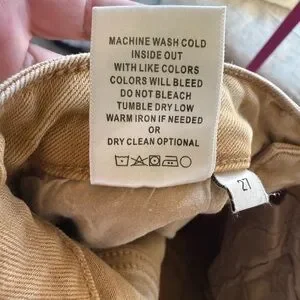 MACHINE WASH COLD
INSIDE OUT
WITH LIKE COLORS
COLORS WILL BLEED
DO NOT BLEACH
TUMBLE DRY LOW
WARM IRON IF NEEDED
OR
DRY CLEAN OPTIONAL
27